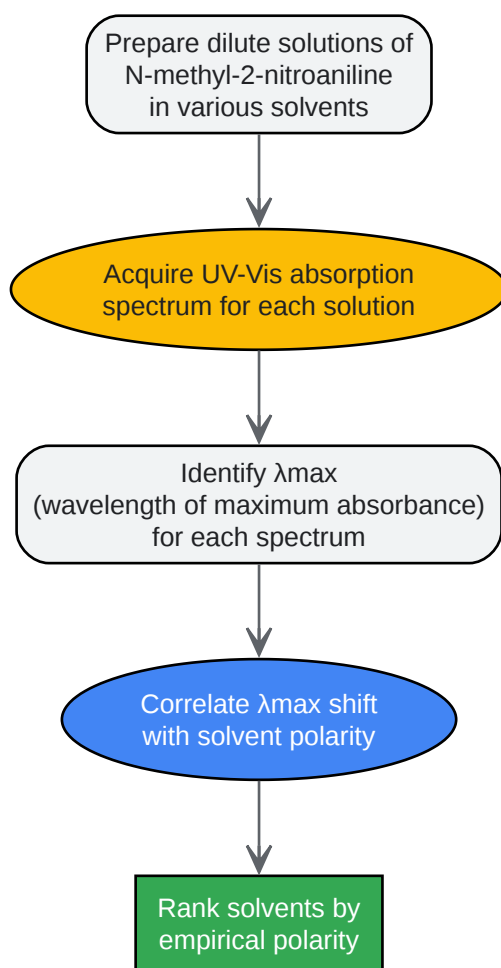 Prepare dilute solutions of
N-methyl-2-nitroaniline
in various solvents
Acquire UV-Vis absorption
spectrum for each solution
Identify λmax
(wavelength of maximum absorbance)
for each spectrum
Correlate λmax shift
with solvent polarity
Rank solvents by
empirical polarity